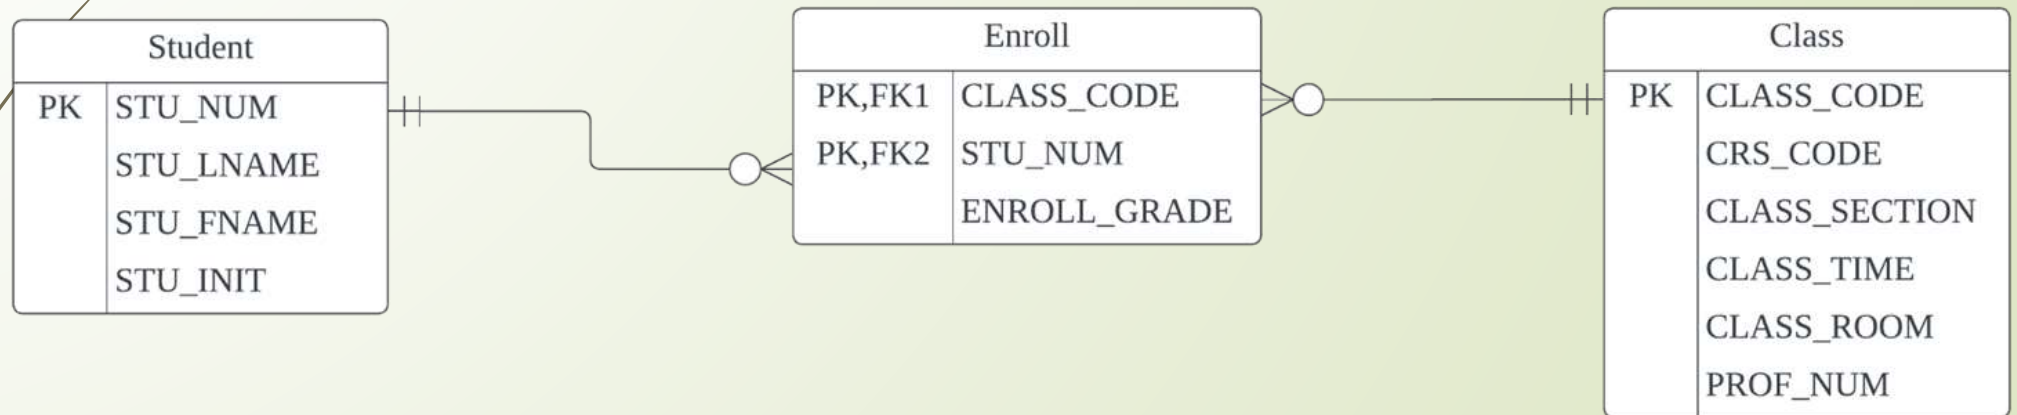 Student
PK STU_NUM
STU_LNAME
STU_FNAME
STU_INIT
Enroll
PK,FK1 CLASS_CODE
PK,FK2 STU_NUM
ENROLL_GRADE
Class
PK CLASS_CODE
CRS_CODE
CLASS_SECTION
CLASS_TIME
CLASS_ROOM
PROF_NUM